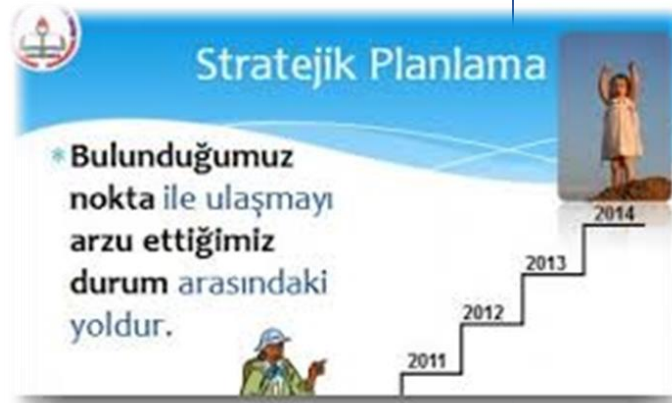 Stratejik Planlama
* Bulunduğumuz
nokta ile ulaşmayı
arzu ettiğimiz
durum arasındaki
yoldur.
2014
2013
2012
2011